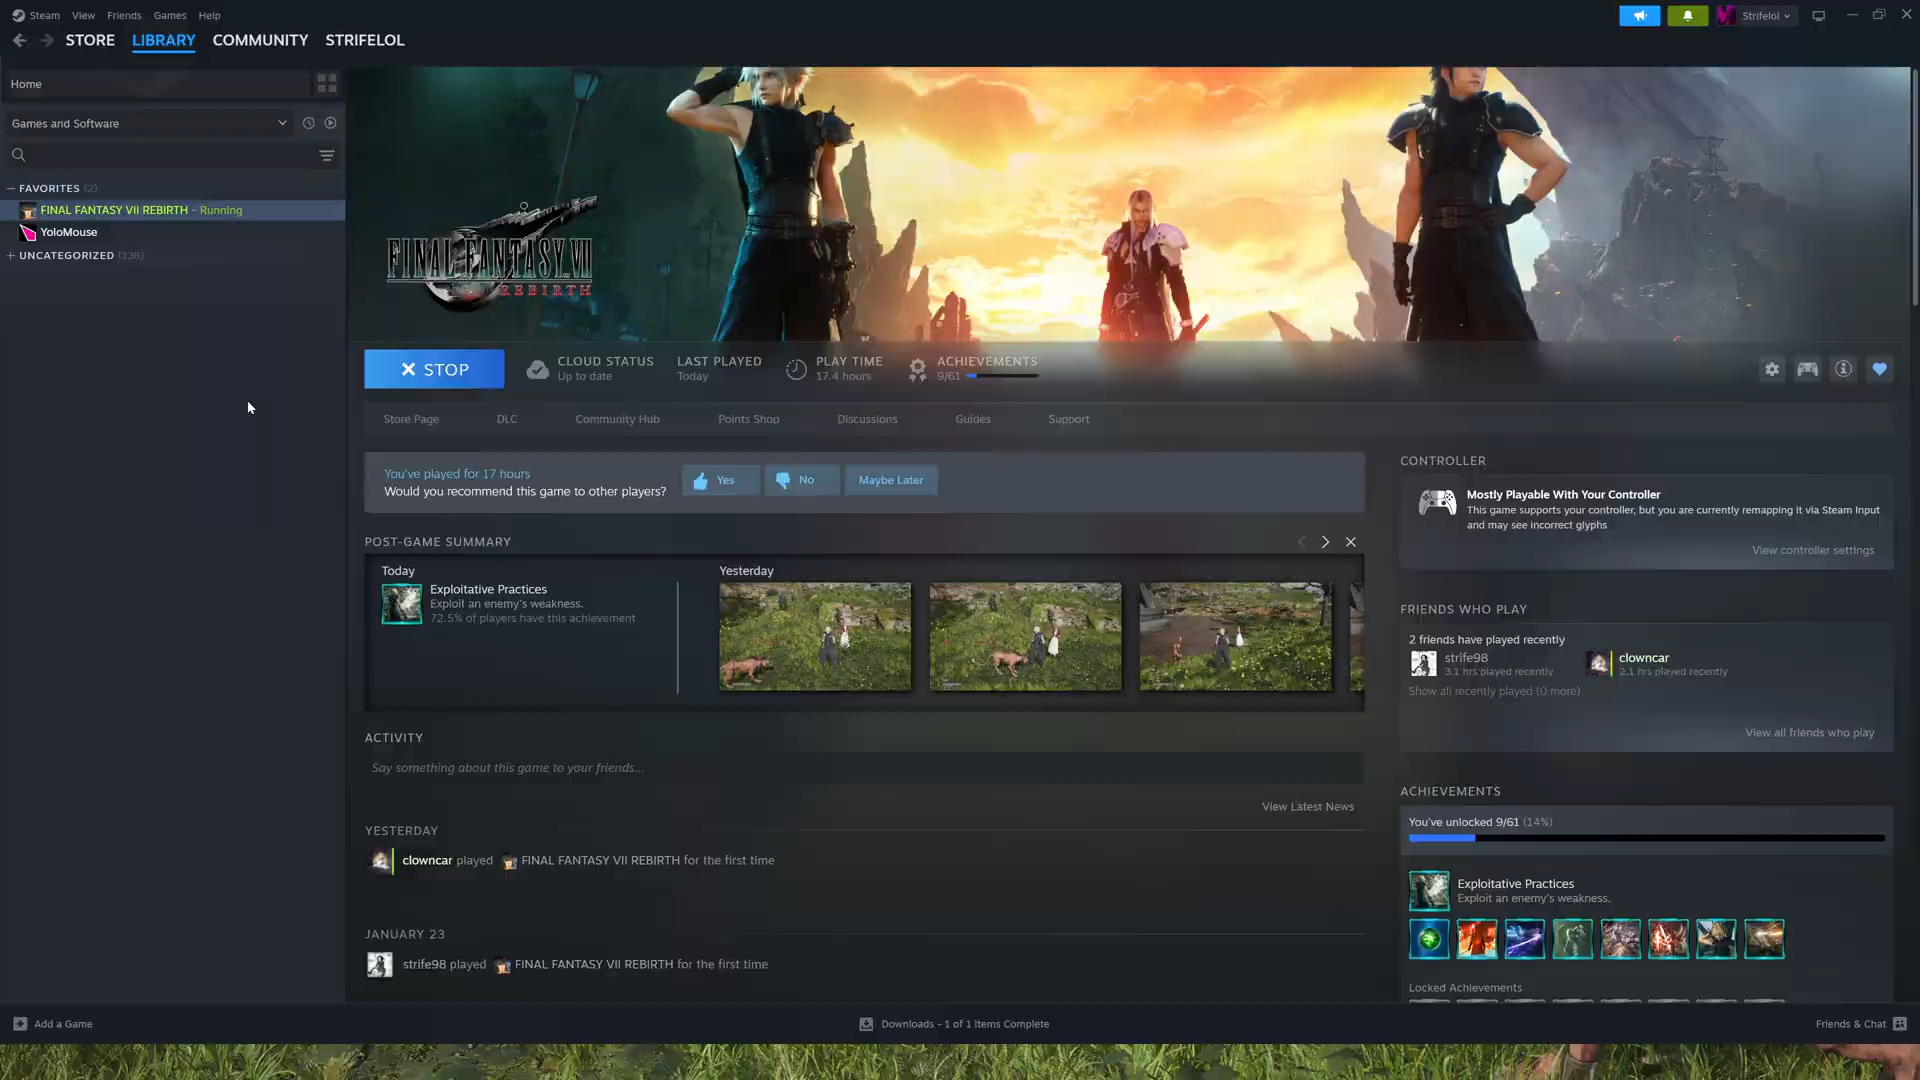 Steam View Friends Games Help
Strifelol
STORE LIBRARY COMMUNITY STRIFELOL
Home
Games and Software
FAVORITES (2)
FINAL FANTASY VII REBIRTH - Running
YoloMouse
UNCATEGORIZED (138)
FINAL FANTASY VII
REBIRTH
STOP
CLOUD STATUS
Up to date
LAST PLAYED
Today
PLAY TIME
17.4 hours
ACHIEVEMENTS
9/61
Store Page DLC Community Hub Points Shop Discussions Guides Support
You've played for 17 hours
Would you recommend this game to other players?
Yes
No
Maybe Later
POST-GAME SUMMARY
Today
Exploitative Practices
Exploit an enemy's weakness.
72.5% of players have this achievement
Yesterday
ACTIVITY
Say something about this game to your friends...
View Latest News
YESTERDAY
clowncar played FINAL FANTASY VII REBIRTH for the first time
JANUARY 23
strife98 played FINAL FANTASY VII REBIRTH for the first time
CONTROLLER
Mostly Playable With Your Controller
This game supports your controller, but you are currently remapping it via Steam Input
and may see incorrect glyphs
View controller settings
FRIENDS WHO PLAY
2 friends have played recently
strife98
3.1 hrs played recently
clowncar
2.1 hrs played recently
Show all recently played (0 more)
View all friends who play
ACHIEVEMENTS
You've unlocked 9/61 (14%)
Exploitative Practices
Exploit an enemy's weakness.
Locked Achievements
Add a Game
Downloads - 1 of 1 Items Complete
Friends & Chat